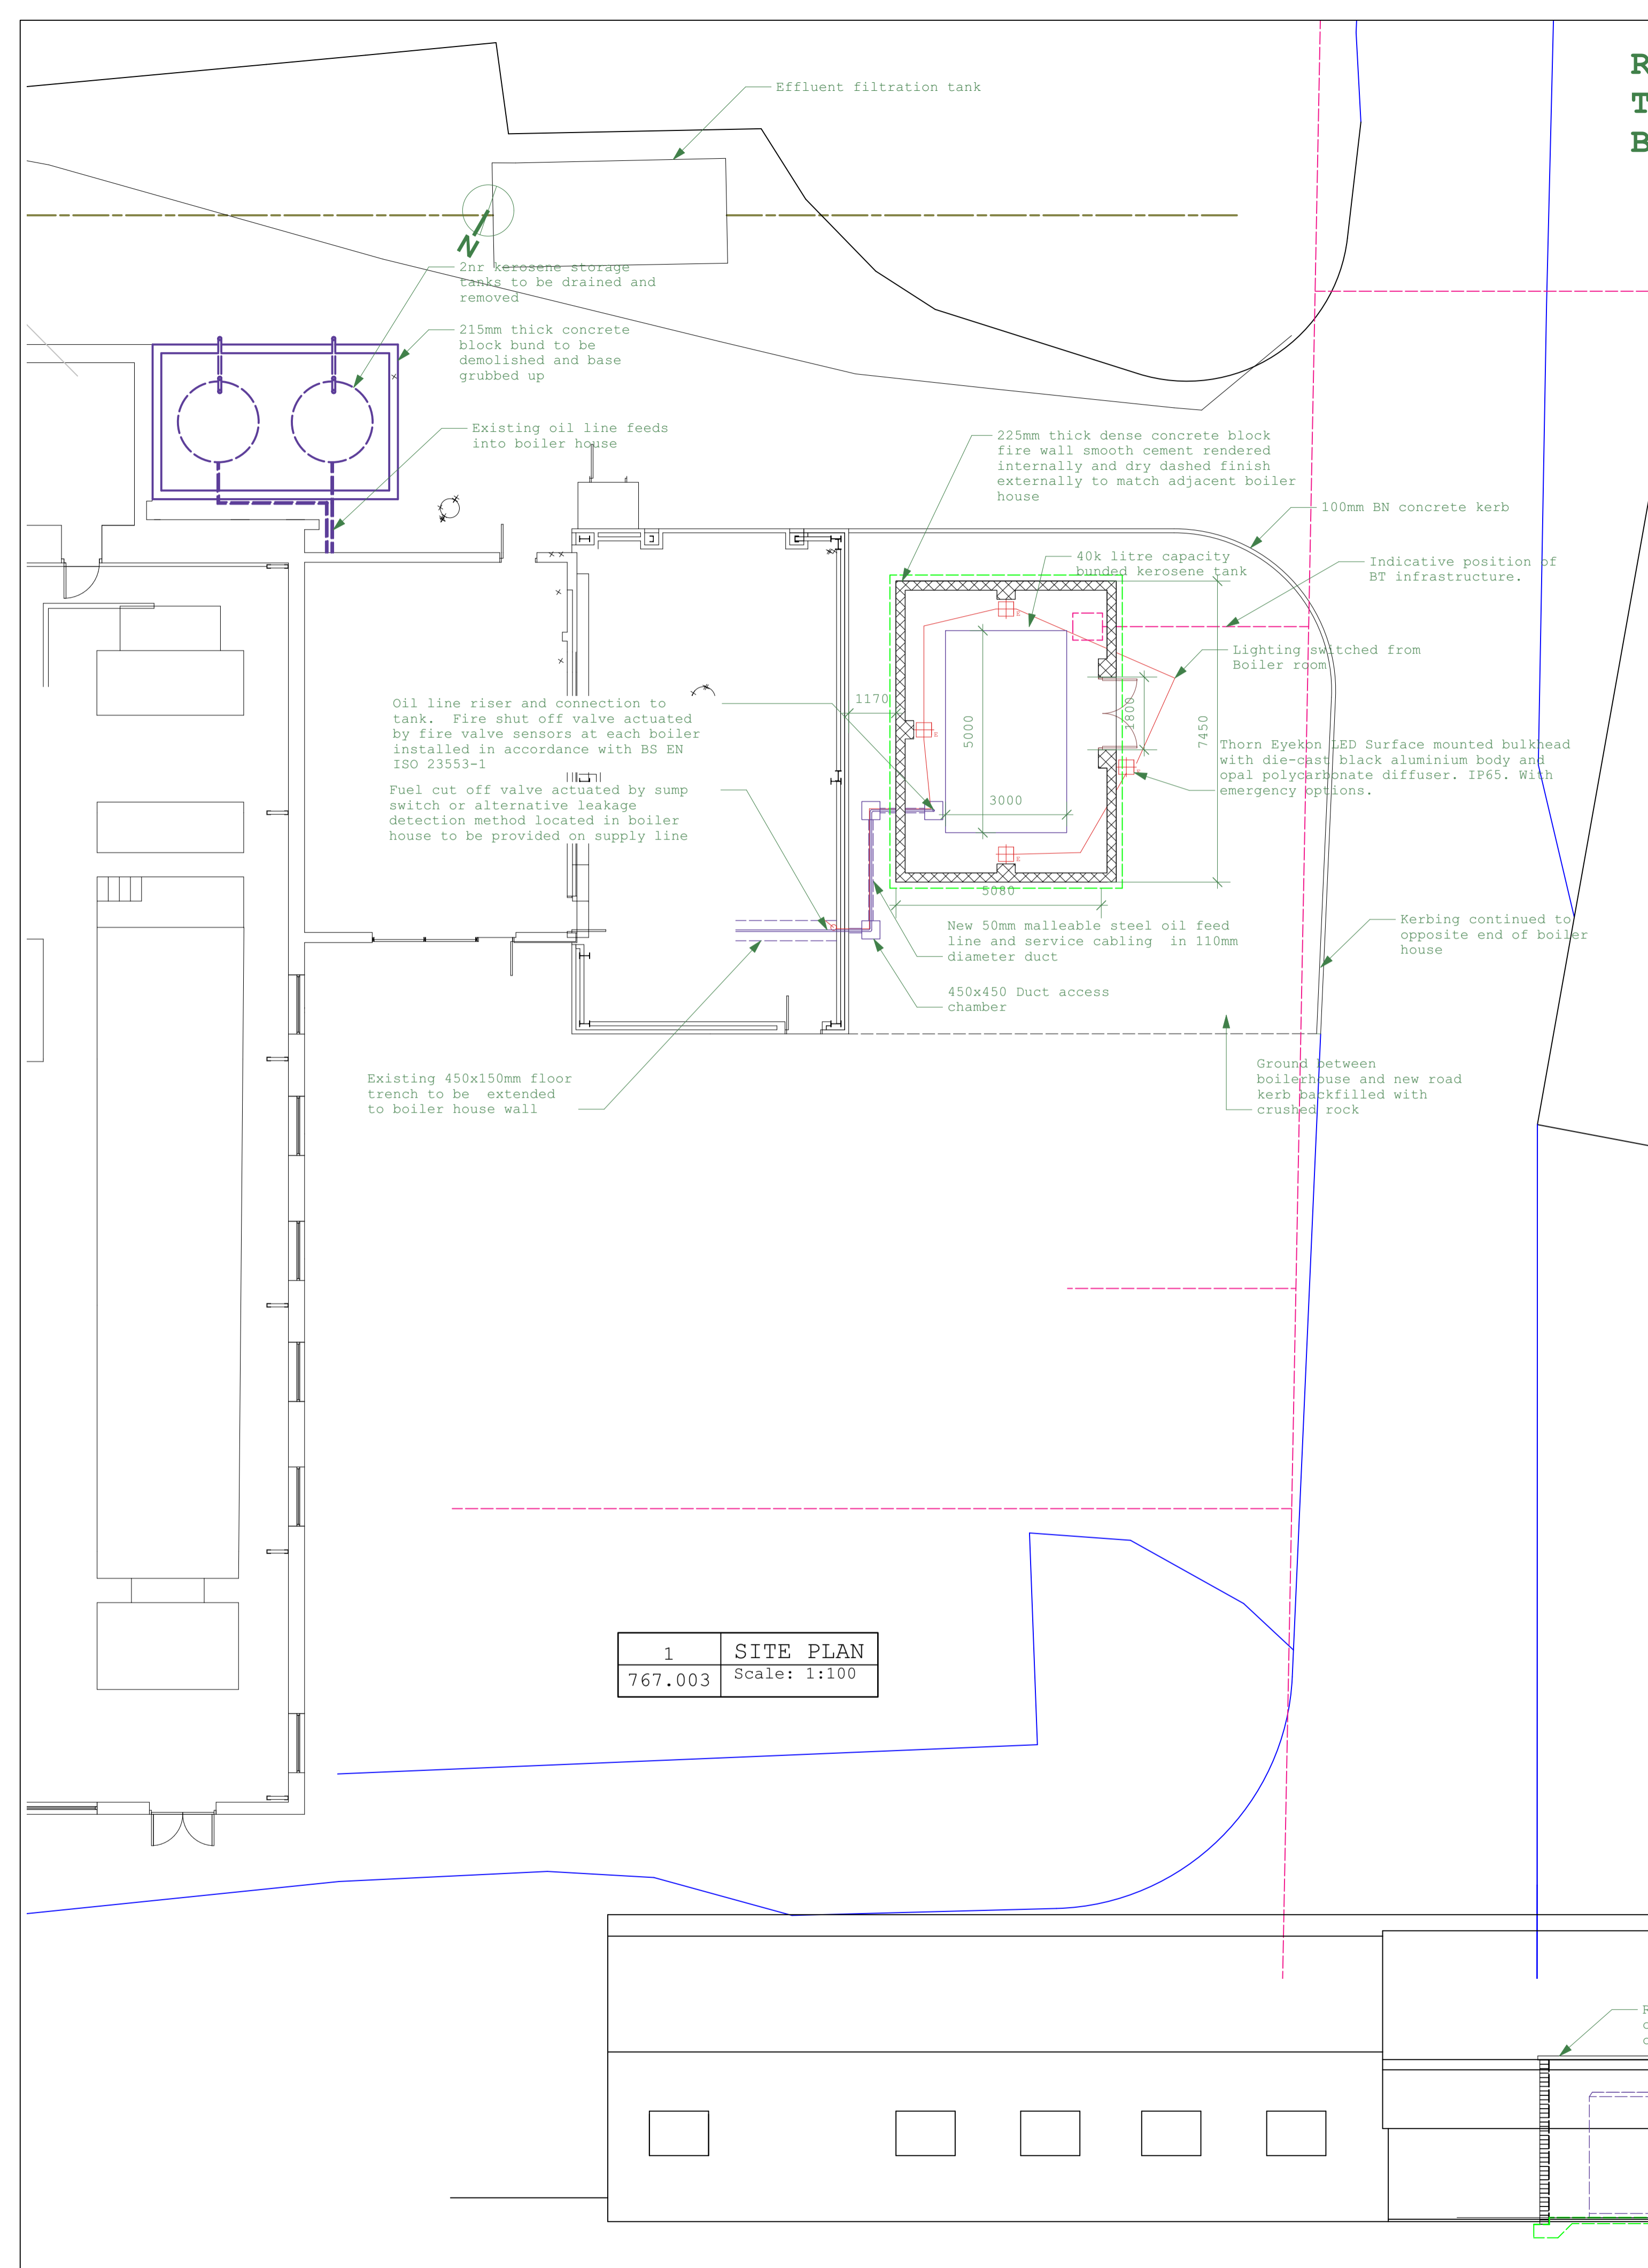 R
T
B
Effluent filtration tank
N
2nr kerosene storage
tanks to be drained and
removed
215mm thick concrete
block bund to be
demolished and base
grubbed up
Existing oil line feeds
into boiler house
225mm thick dense concrete block
fire wall smooth cement rendered
internally and dry dashed finish
externally to match adjacent boiler
house
100mm BN concrete kerb
40k litre capacity
bunded kerosene tank
Indicative position of
BT infrastructure.
Lighting switched from
Boiler room
Oil line riser and connection to
tank.  Fire shut off valve actuated
by fire valve sensors at each boiler
installed in accordance with BS EN
ISO 23553-1
1170
5000
1800
7450
Thorn Eyekon LED Surface mounted bulkhead
with die-cast black aluminium body and
opal polycarbonate diffuser. IP65. With
emergency options.
Fuel cut off valve actuated by sump
switch or alternative leakage
detection method located in boiler
house to be provided on supply line
3000
E
E
E
E
5080
New 50mm malleable steel oil feed
line and service cabling  in 110mm
diameter duct
Kerbing continued to
opposite end of boiler
house
450x450 Duct access
chamber
Existing 450x150mm floor
trench to be  extended
to boiler house wall
Ground between
boilerhouse and new road
kerb backfilled with
crushed rock
1
SITE PLAN
767.003
Scale: 1:100